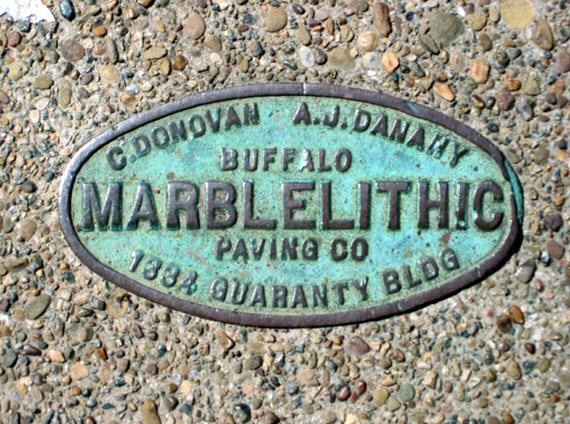 C. DONOVAN A.J. DANAHY
BUFFALO
MARBLELITHIC
PAVING CO
1334 GUARANTY BLDG